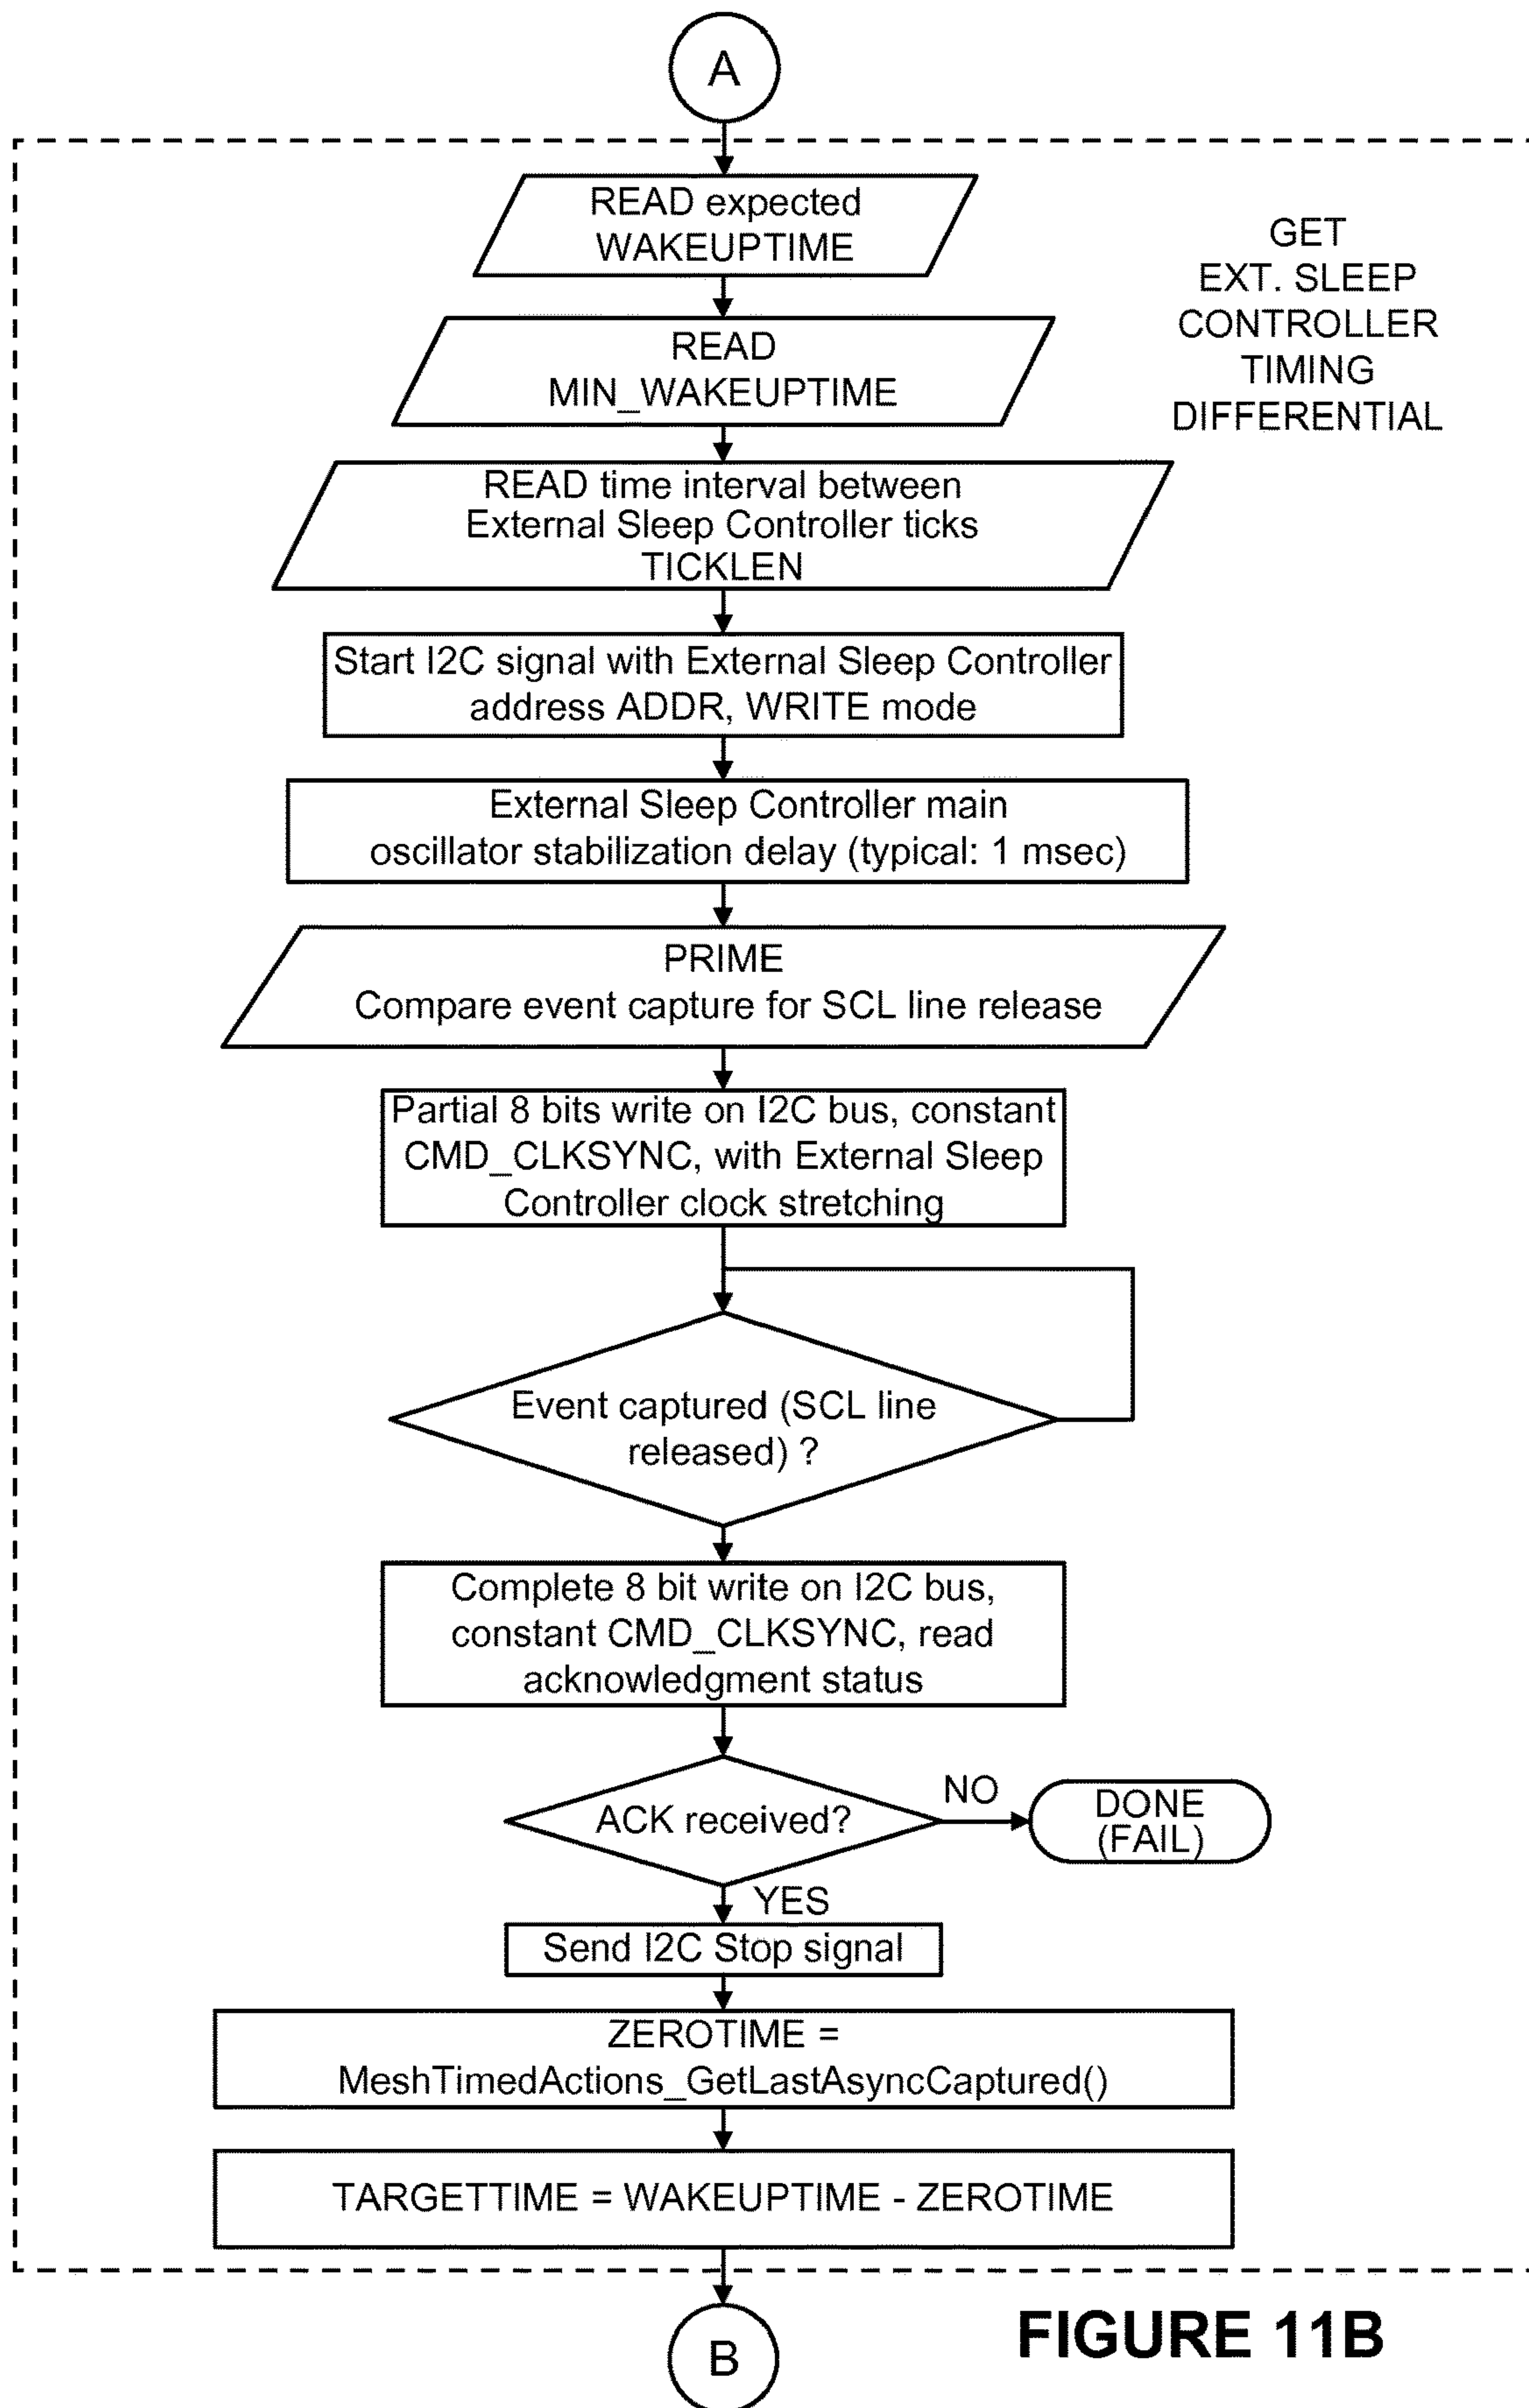 A
READ expected
WAKEUPTIME
GET
EXT. SLEEP
CONTROLLER
TIMING
DIFFERENTIAL
READ
MIN_WAKEUPTIME
READ time interval between
External Sleep Controller ticks
TICKLEN
Start I2C signal with External Sleep Controller
address ADDR, WRITE mode
External Sleep Controller main
oscillator stabilization delay (typical: 1 msec)
PRIME
Compare event capture for SCL line release
Partial 8 bits write on I2C bus, constant
CMD_CLKSYNC, with External Sleep
Controller clock stretching
Event captured (SCL line
released) ?
Complete 8 bit write on I2C bus,
constant CMD_CLKSYNC, read
acknowledgment status
ACK received?
NO
DONE
(FAIL)
YES
Send I2C Stop signal
ZEROTIME =
MeshTimedActions_GetLastAsyncCaptured()
TARGETTIME = WAKEUPTIME - ZEROTIME
B
FIGURE 11B